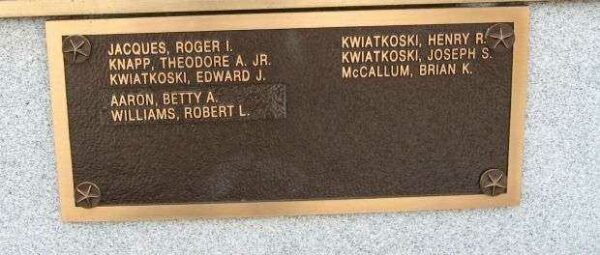 JACQUES, ROGER I.
KNAPP, THEODORE A. JR.
KWIATKOSKI, EDWARD J.
AARON, BETTY A.
WILLIAMS, ROBERT L.
KWIATKOSKI, HENRY R.
KWIATKOSKI, JOSEPH S.
McCALLUM, BRIAN K.